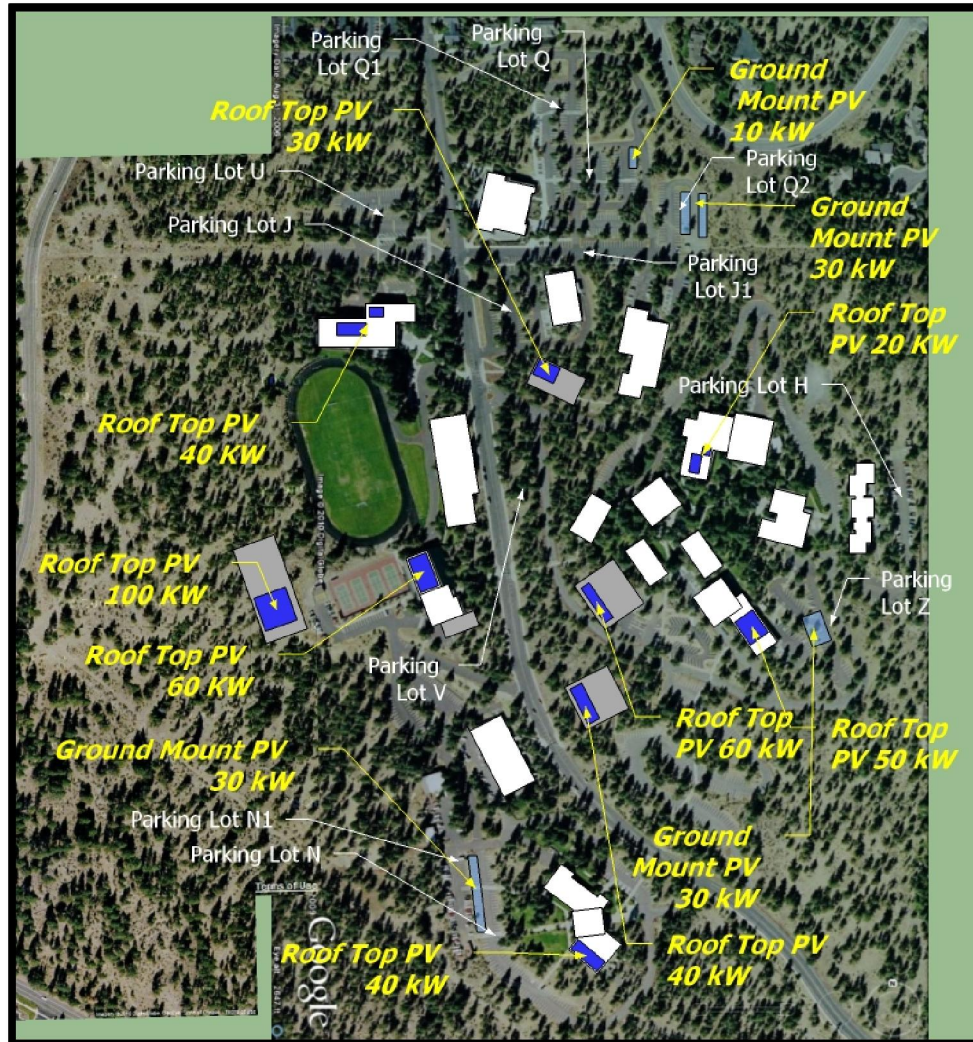 Parking
Lot Q1
Parking
Lot Q
Ground
Mount PV
10 kW
Roof Top PV
30 kW
Parking
Lot Q2
Parking Lot U
Ground
Mount PV
30 kW
Parking Lot J
Parking
Lot J1
Roof Top
PV 20 KW
Parking Lot H
Roof Top PV
40 KW
Roof Top PV
100 KW
Parking
Lot Z
Roof Top PV
60 KW
Parking
Lot V
Roof Top
PV 60 kW
Roof Top
PV 50 kW
Ground Mount PV
30 kW
Parking Lot N1
Parking Lot N
Ground
Mount PV
30 kW
Terms of Use
Google
Roof Top PV
40 kW
Roof Top PV
40 kW